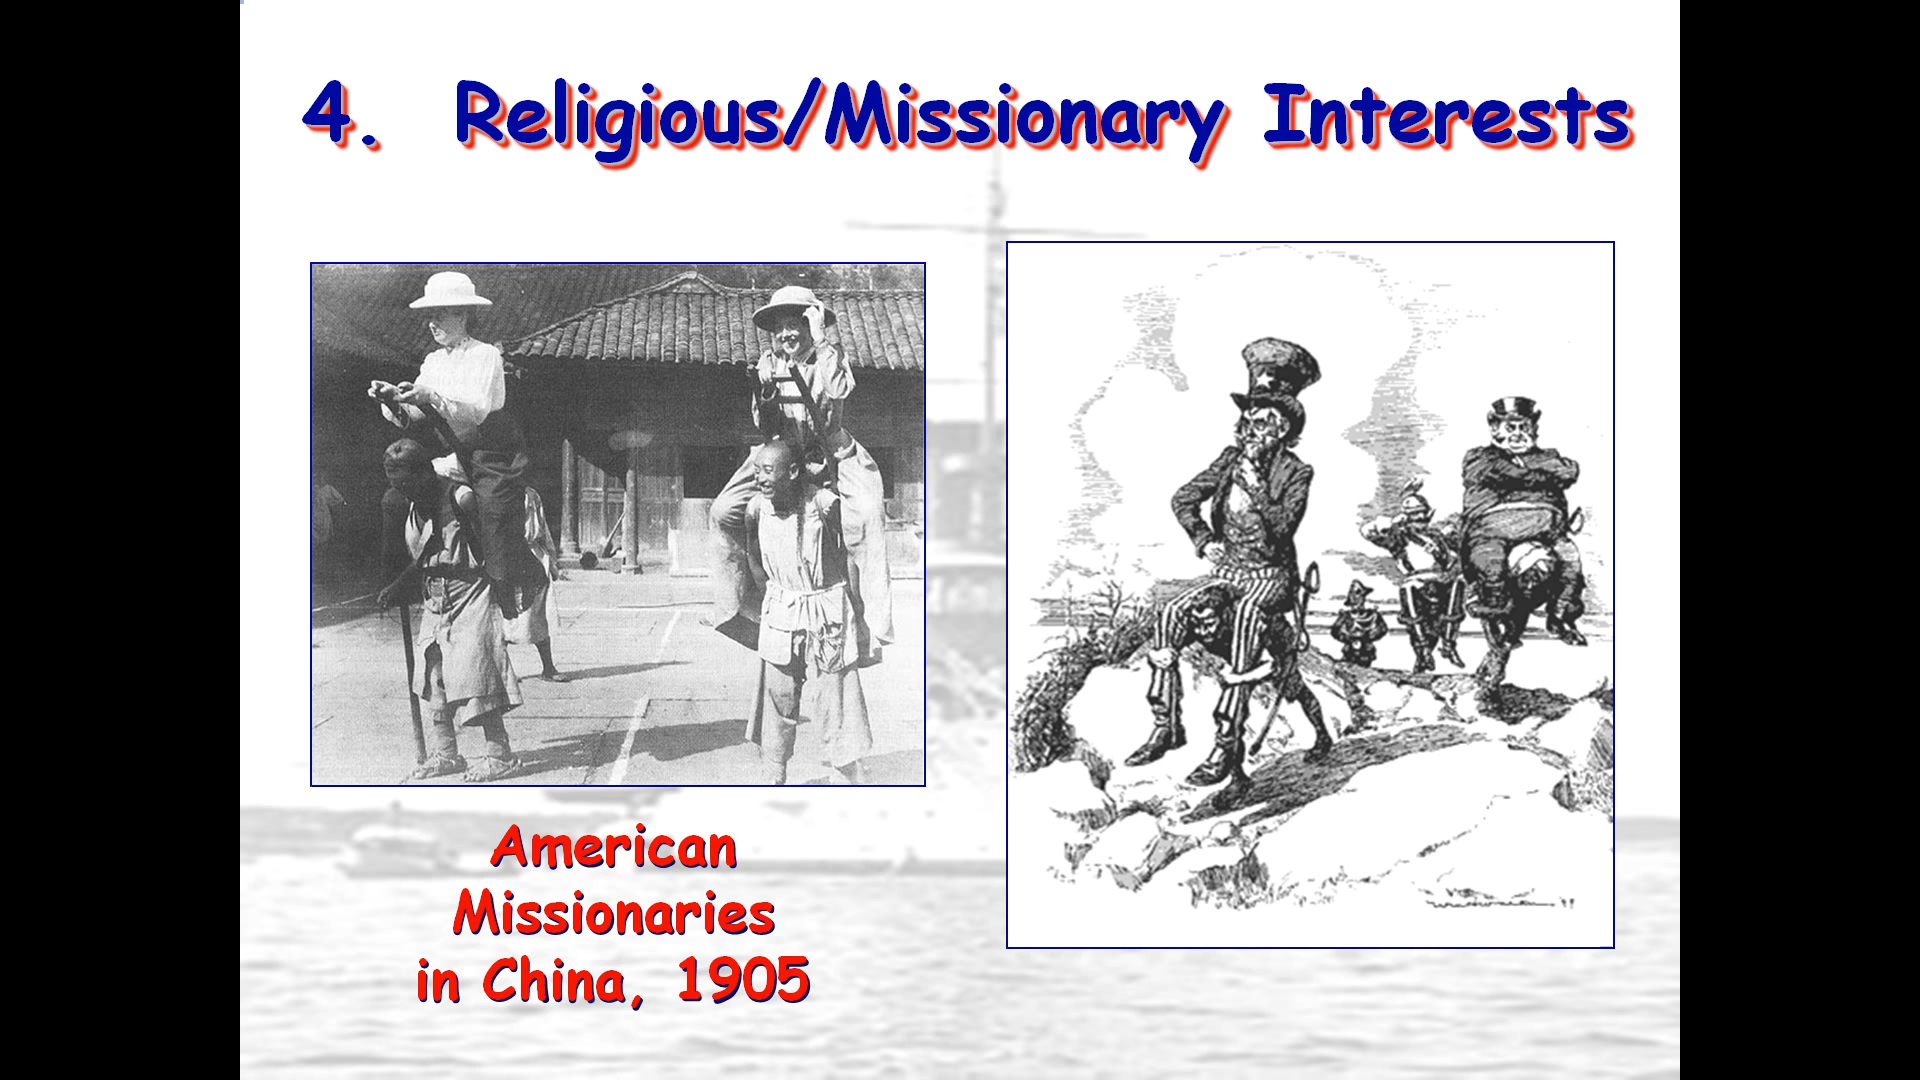 4. Religious/Missionary Interests
American
Missionaries
in China, 1905